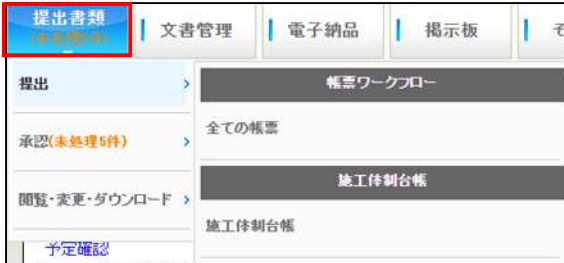 提出書類
文書管理
電子納品
掲示板
そ
提出
帳票ワークフロー
全ての帳票
承認(未処理5件)
施工体制台帳
閲覧・変更・ダウンロード
施工体制台帳
予定確認